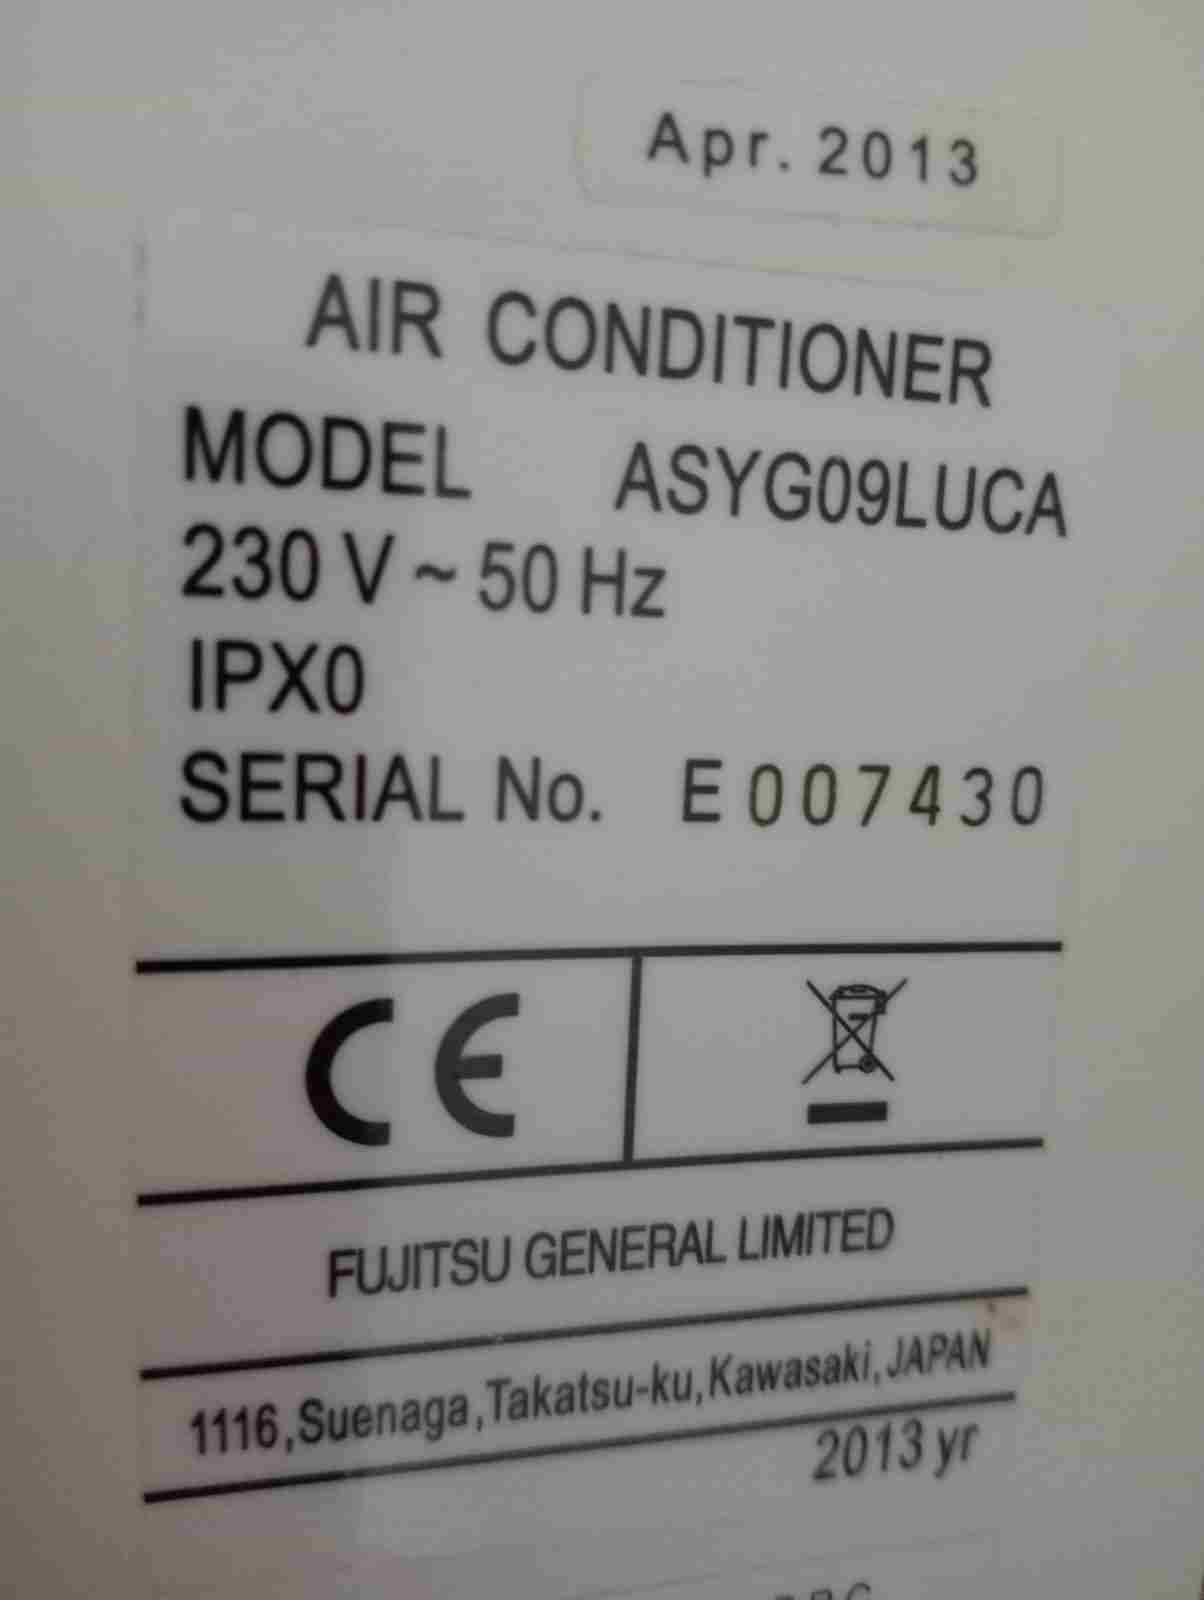 Apr. 2013
AIR CONDITIONER
MODEL ASYG09LUCA
230 V ~ 50 Hz
IPX0
SERIAL No. E 007430
CE
FUJITSU GENERAL LIMITED
1116,Suenaga,Takatsu-ku,Kawasaki,JAPAN
2013 yr